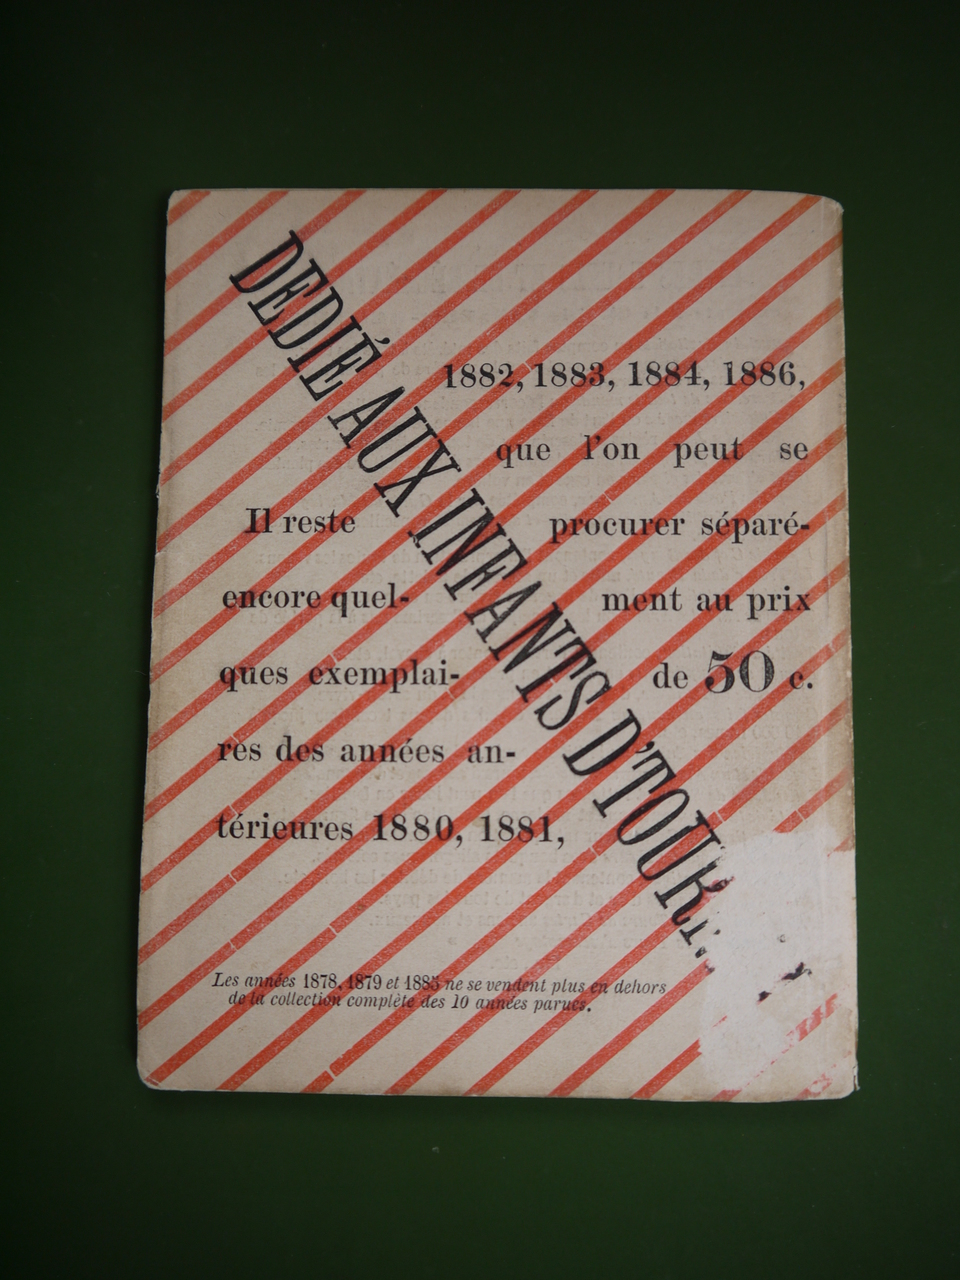 DEDIÉ AUX INFANTS D'TOUR
Il reste
encore quel-
ques exemplai-
res des années an-
térieures 1880, 1881,
1882, 1883, 1884, 1886,
que l'on peut se
procurer séparé-
ment au prix
de 50 c.
Les années 1878, 1879 et 1885 ne se vendent plus en dehors
de la collection complète des 10 années parues.